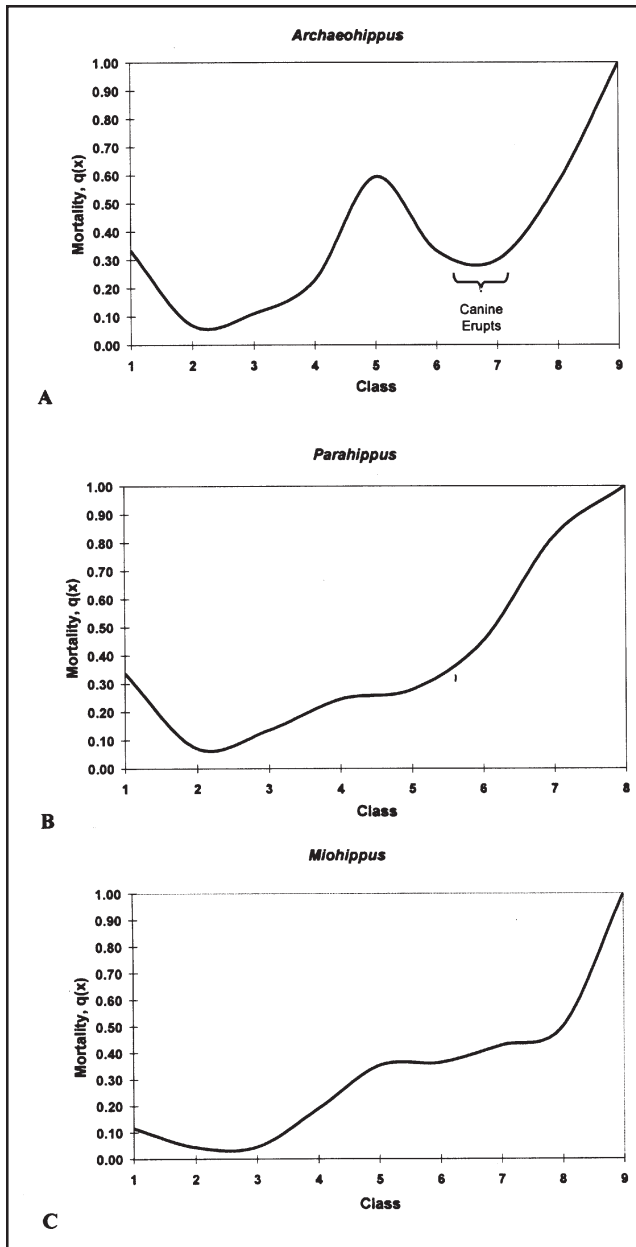 Archaeohippus
1.00
0.90
0.80
0.70
0.60
0.50
0.40
0.30
0.20
0.10
0.00
Mortality, q(x)
Canine
Erupts
1 2 3 4 5 6 7 8 9
Class
A
Parahippus
1.00
0.90
0.80
0.70
0.60
0.50
0.40
0.30
0.20
0.10
0.00
Mortality, q(x)
1 2 3 4 5 6 7 8
Class
B
Miohippus
1.00
0.90
0.80
0.70
0.60
0.50
0.40
0.30
0.20
0.10
0.00
Mortality, q(x)
1 2 3 4 5 6 7 8 9
Class
C